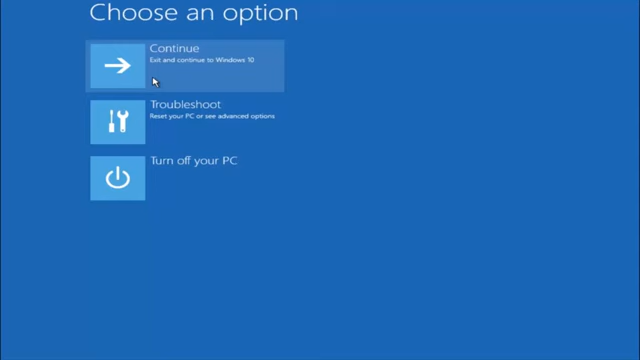 Choose an option
Continue
Exit and continue to Windows 10
Troubleshoot
Reset your PC or see advanced options
Turn off your PC